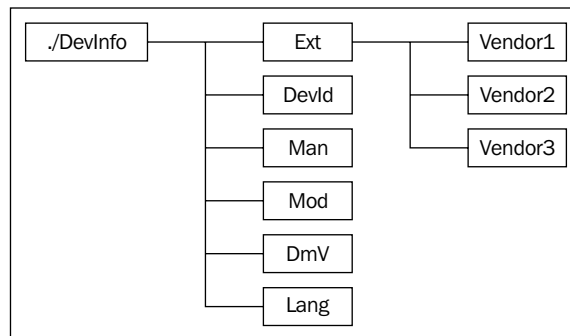 ./DevInfo Ext Vendor1
DevId Vendor2
Man Vendor3
Mod
DmV
Lang